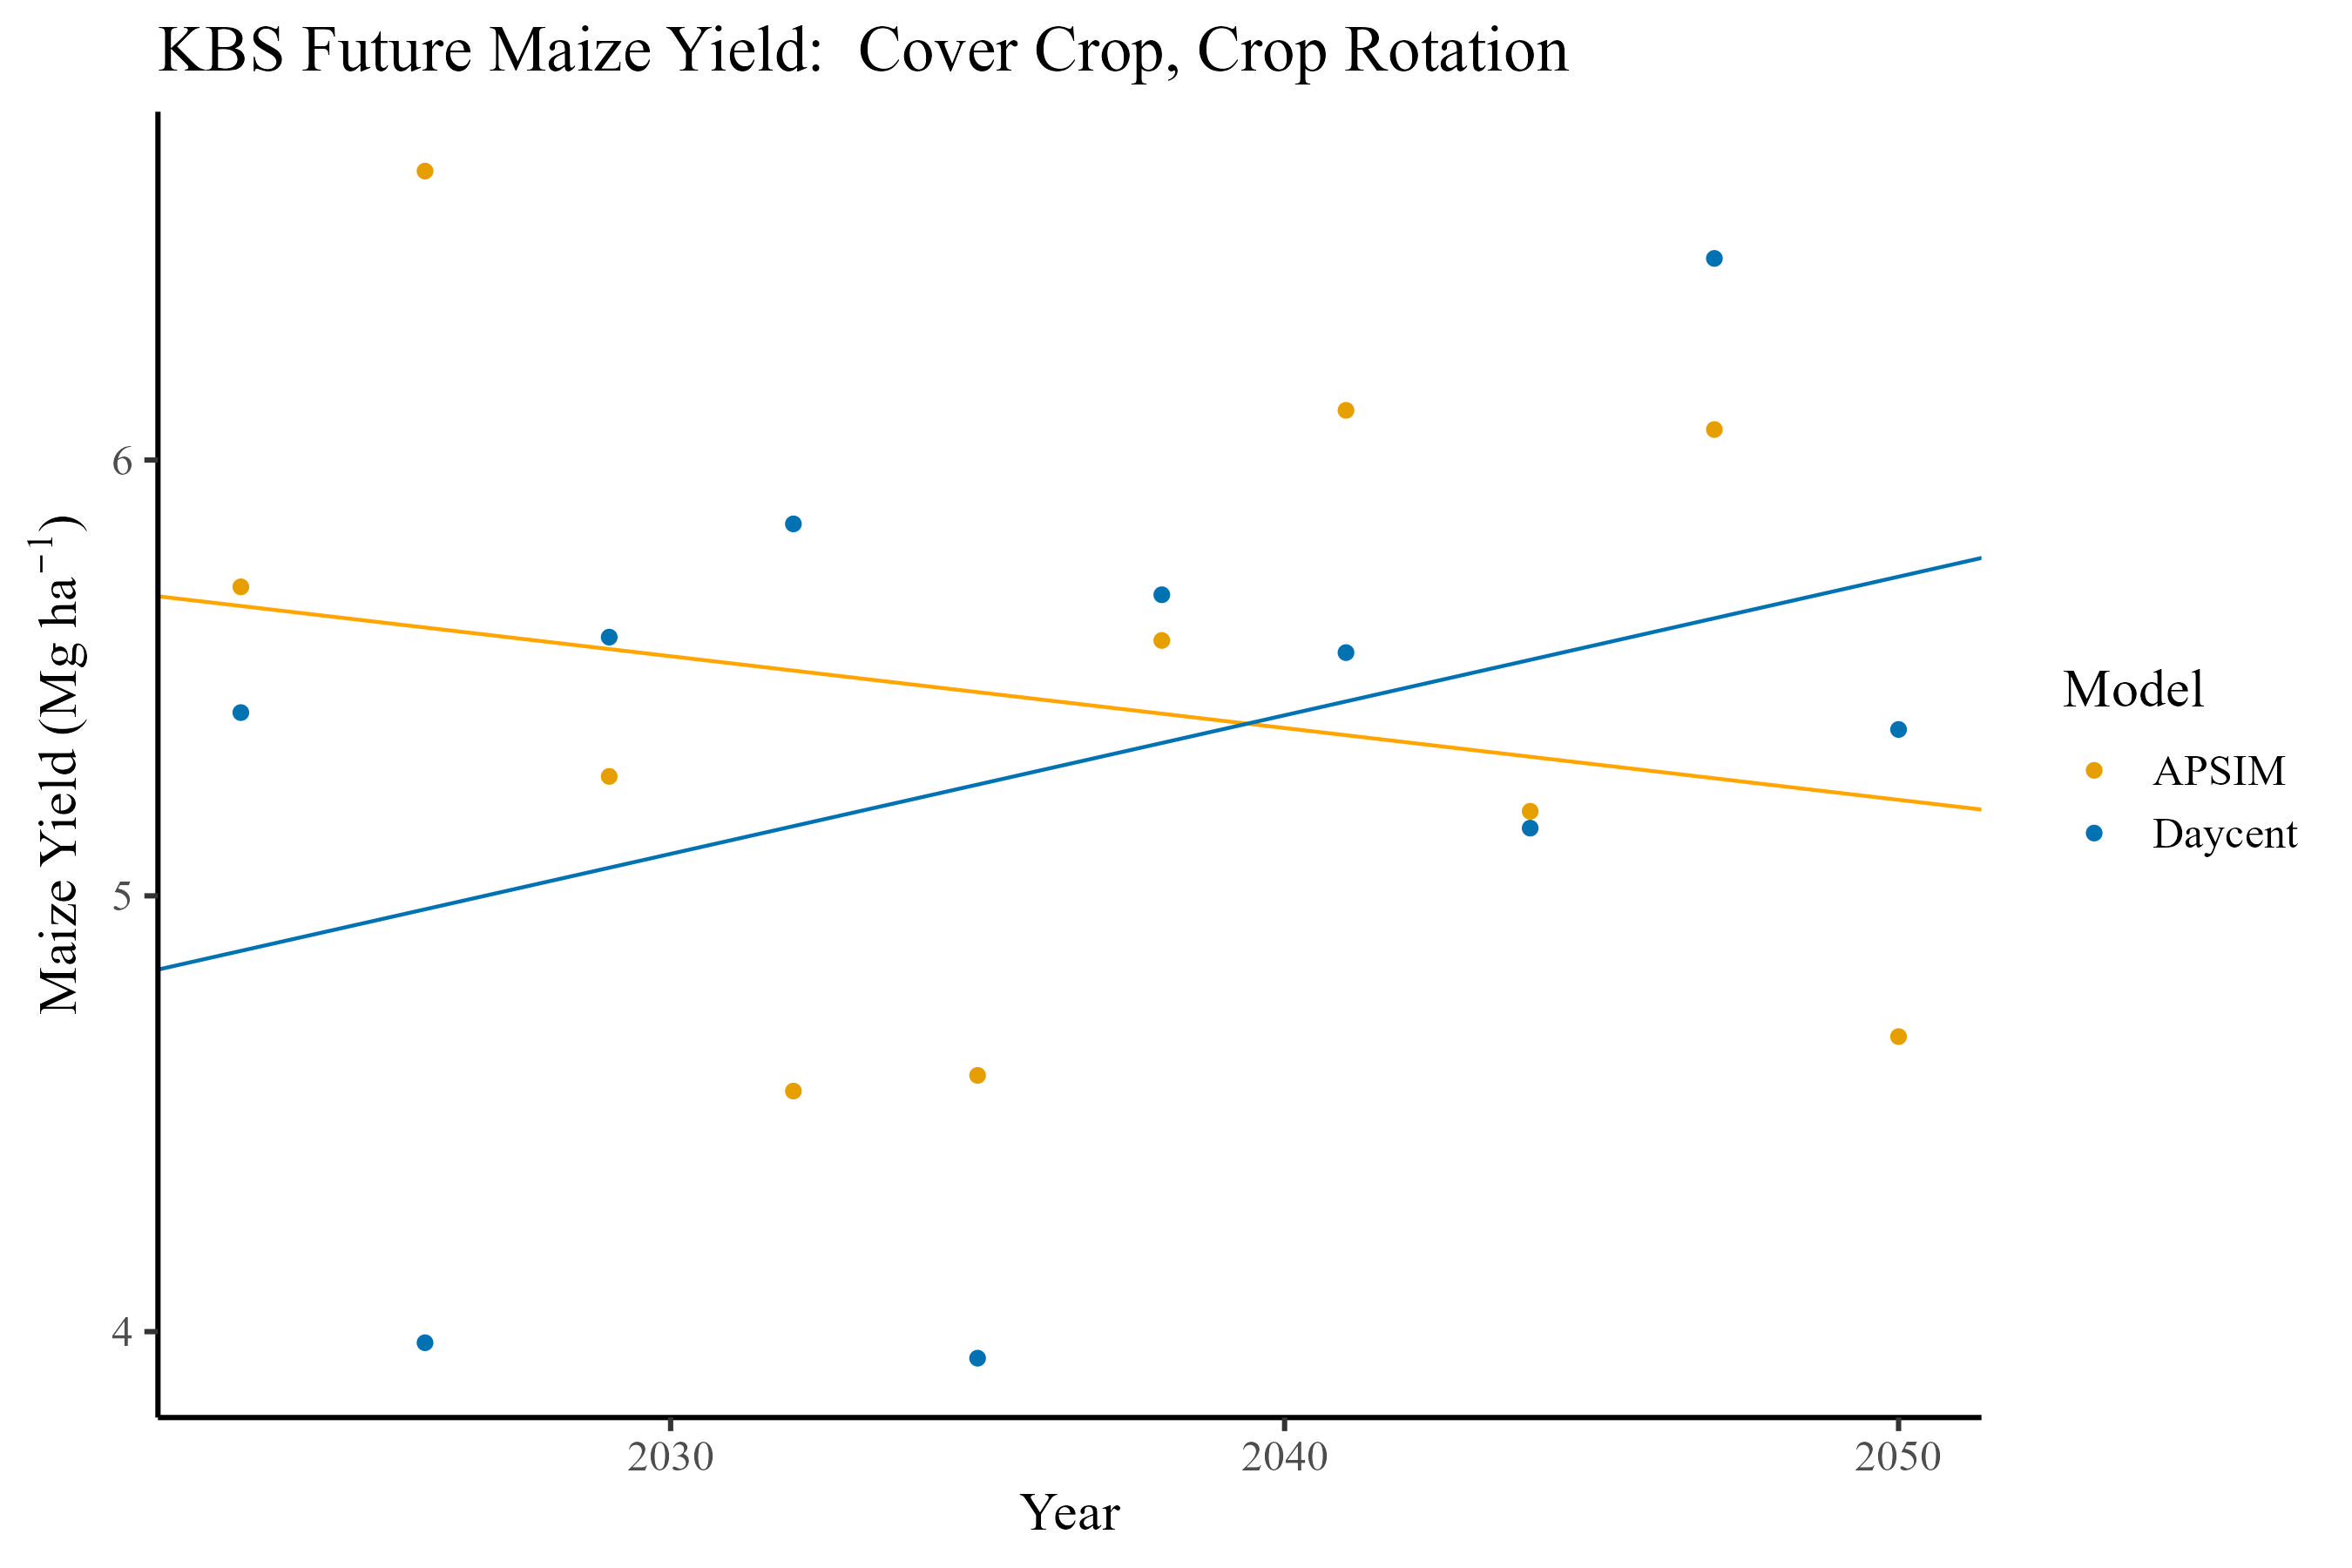 KBS Future Maize Yield:  Cover Crop, Crop Rotation
Maize Yield (Mg ha⁻¹)
6
5
4
2030
2040
2050
Year
Model
APSIM
Daycent